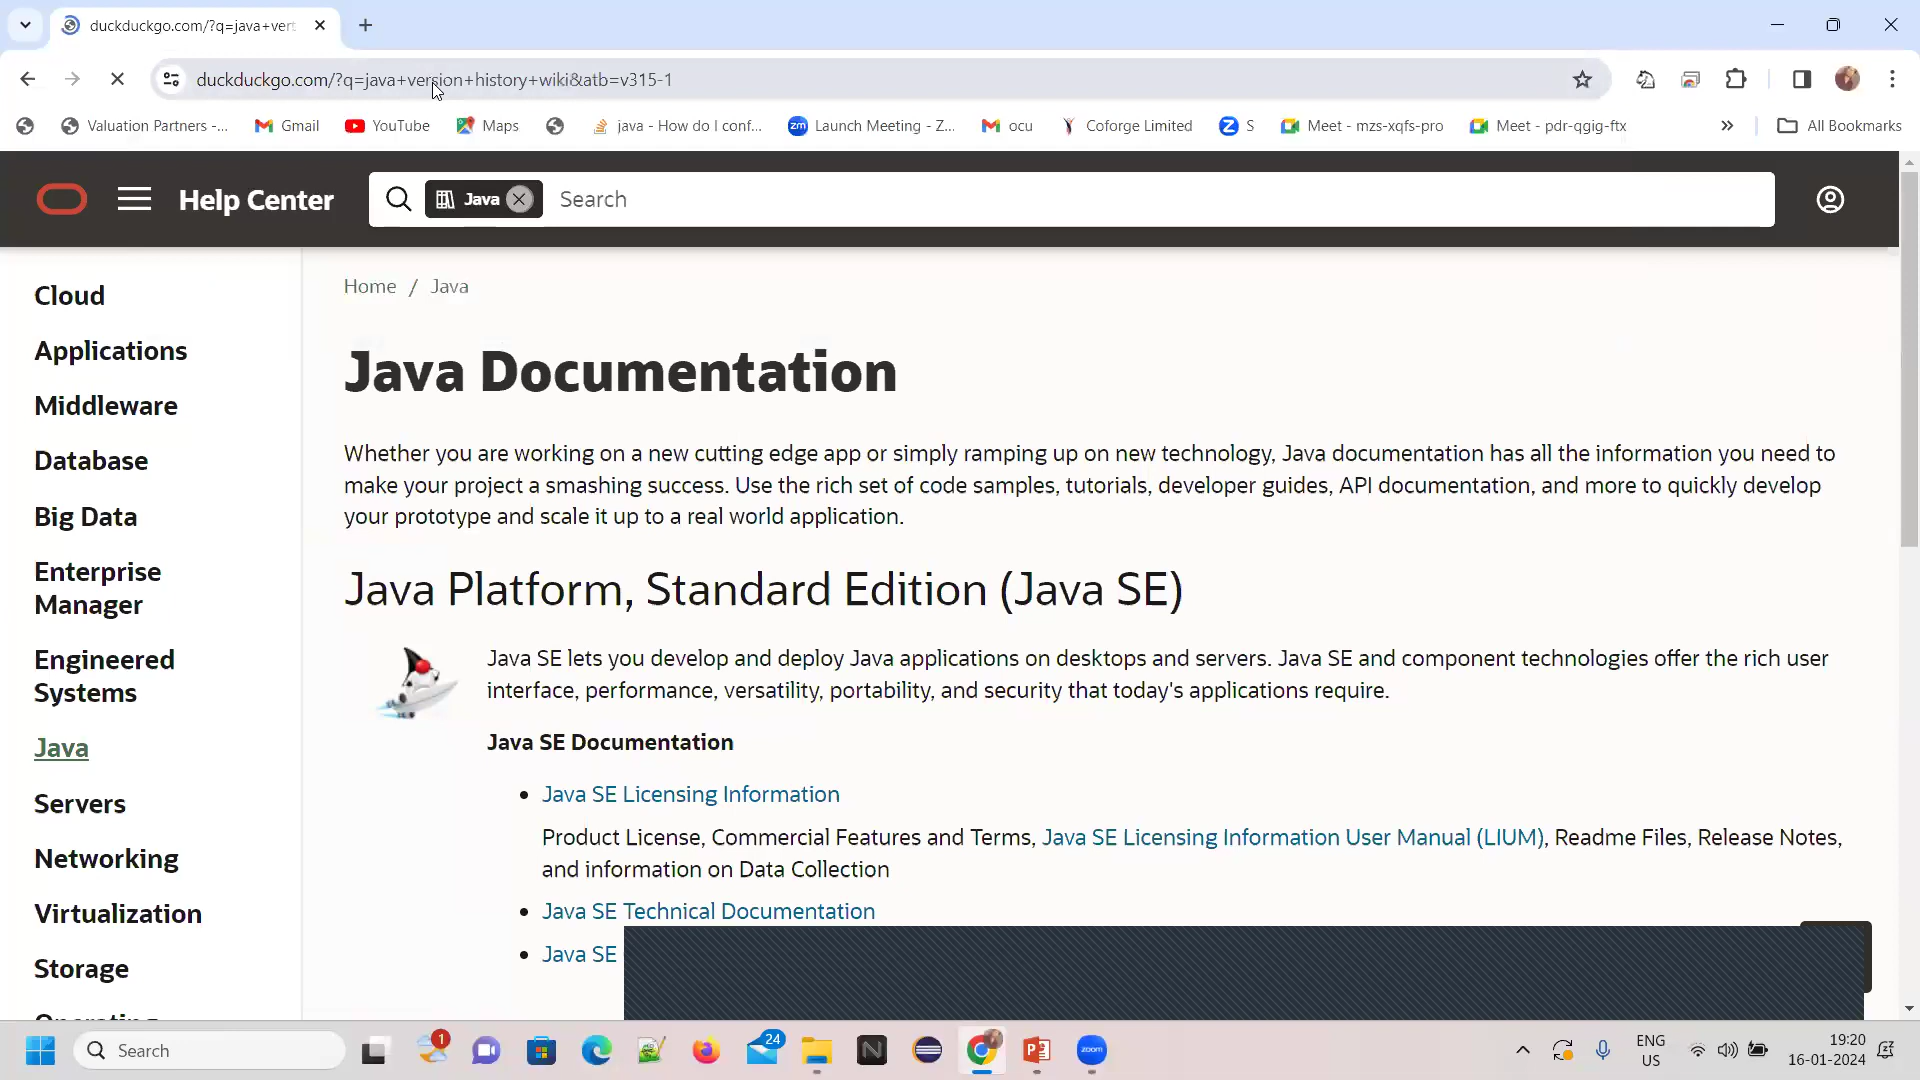 duckduckgo.com/?q=java+vers
duckduckgo.com/?q=java+version+history+wiki&atb=v315-1
Valuation Partners -...
Gmail
YouTube
Maps
java - How do I conf...
zm
Launch Meeting - Z...
ocu
Coforge Limited
Z
S
Meet - mzs-xqfs-pro
Meet - pdr-qgig-ftx
»
All Bookmarks
Help Center
Java
Search
Cloud
Applications
Middleware
Database
Big Data
Enterprise
Manager
Engineered
Systems
Java
Servers
Networking
Virtualization
Storage
Operating
Home / Java
Java Documentation
Whether you are working on a new cutting edge app or simply ramping up on new technology, Java documentation has all the information you need to
make your project a smashing success. Use the rich set of code samples, tutorials, developer guides, API documentation, and more to quickly develop
your prototype and scale it up to a real world application.
Java Platform, Standard Edition (Java SE)
Java SE lets you develop and deploy Java applications on desktops and servers. Java SE and component technologies offer the rich user
interface, performance, versatility, portability, and security that today's applications require.
Java SE Documentation
• Java SE Licensing Information
Product License, Commercial Features and Terms, Java SE Licensing Information User Manual (LIUM), Readme Files, Release Notes,
and information on Data Collection
• Java SE Technical Documentation
• Java SE
Search
1
24
N
zoom
ENG
US
19:20
16-01-2024